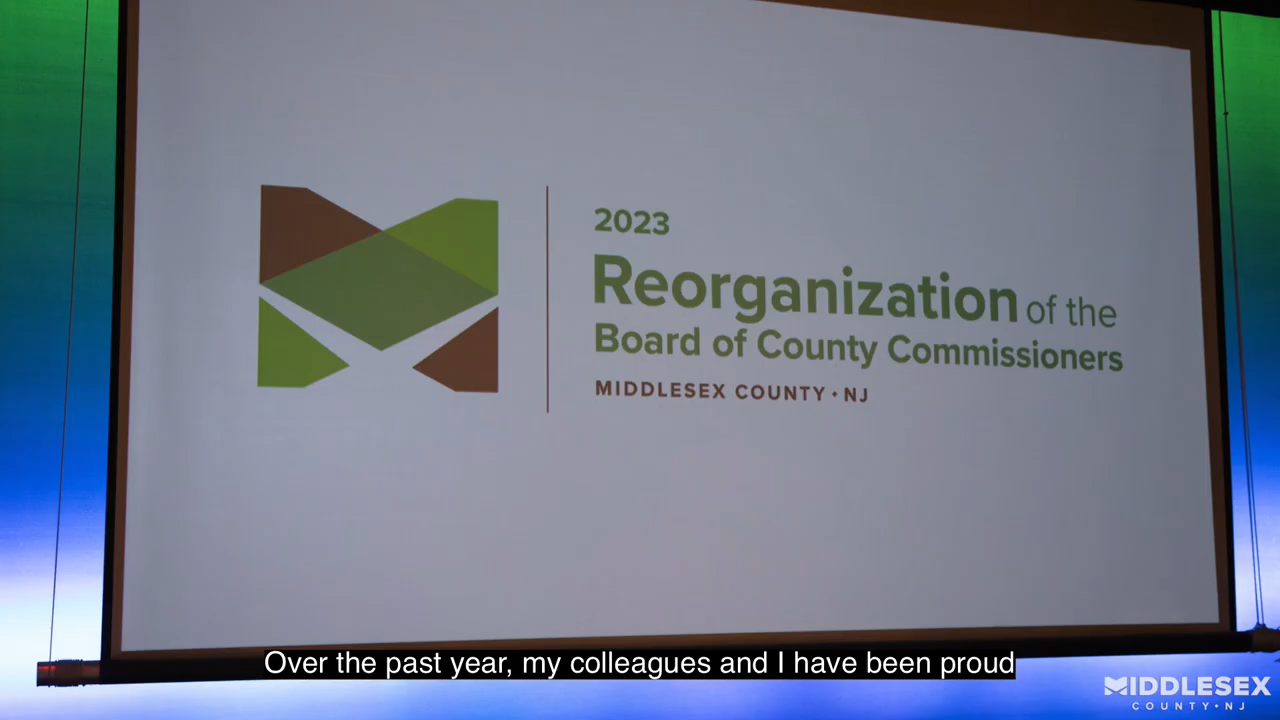 2023
Reorganization of the
Board of County Commissioners
MIDDLESEX COUNTY • NJ
Over the past year, my colleagues and I have been proud
MIDDLESEX
COUNTY • NJ